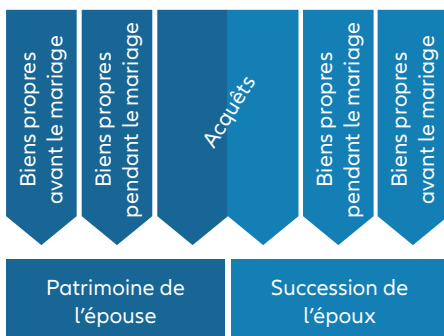 Biens propres
avant le mariage
Biens propres
pendant le mariage
Acquêts
Biens propres
pendant le mariage
Biens propres
avant le mariage
Patrimoine de
l'épouse
Succession de
l'époux